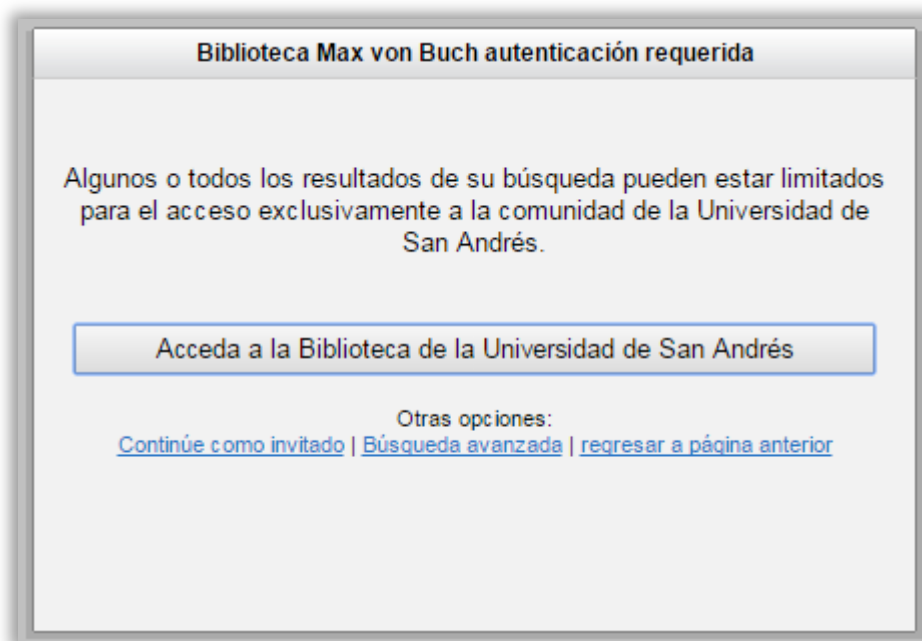 Biblioteca Max von Buch autenticación requerida
Algunos o todos los resultados de su búsqueda pueden estar limitados
para el acceso exclusivamente a la comunidad de la Universidad de
San Andrés.
Acceda a la Biblioteca de la Universidad de San Andrés
Otras opciones:
Continúe como invitado | Búsqueda avanzada | regresar a página anterior